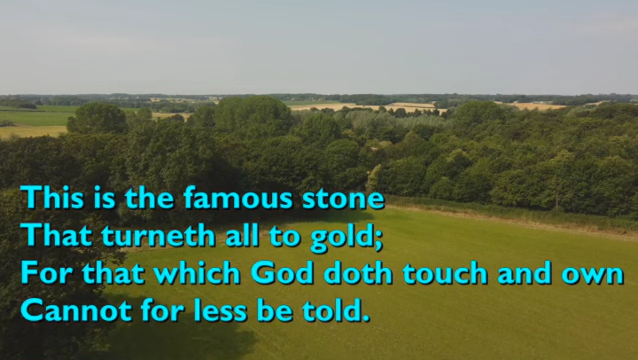 This is the famous stone
That turneth all to gold;
For that which God doth touch and own
Cannot for less be told.